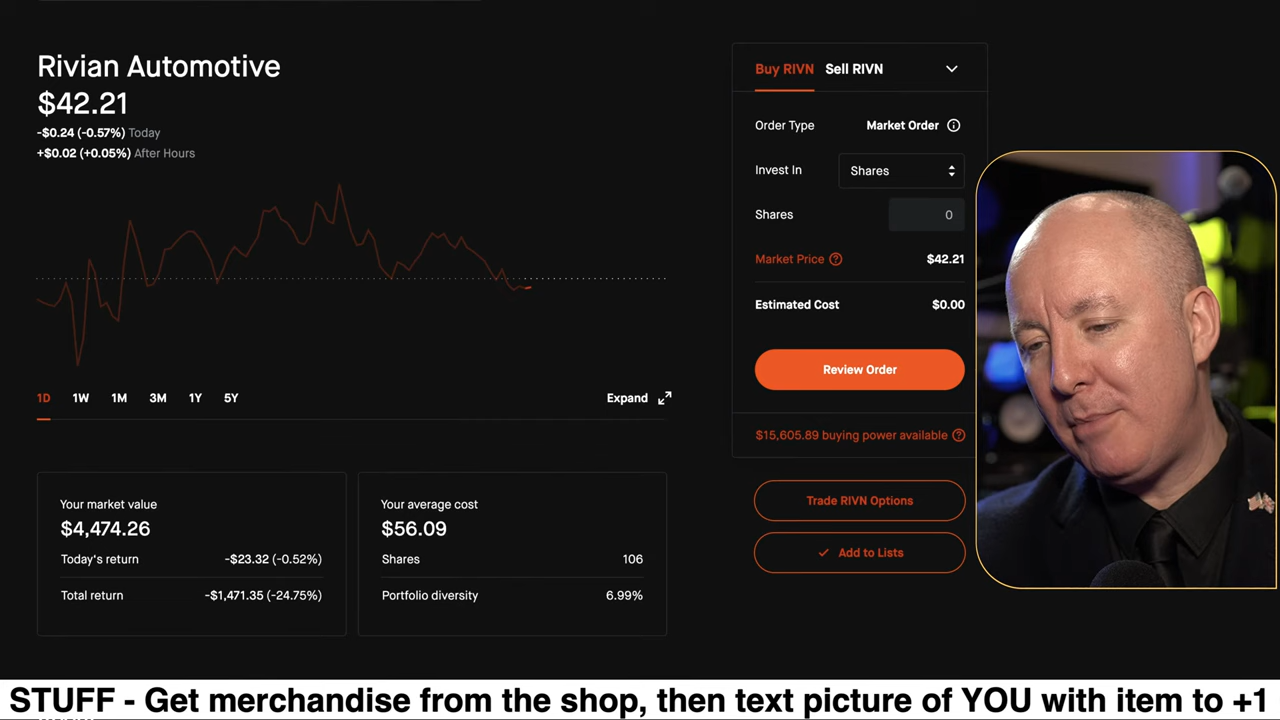 Rivian Automotive
$42.21
-$0.24 (-0.57%) Today
+$0.02 (+0.05%) After Hours
1D 1W 1M 3M 1Y 5Y Expand
Your market value
$4,474.26
Today's return -$23.32 (-0.52%)
Total return -$1,471.35 (-24.75%)
Your average cost
$56.09
Shares 106
Portfolio diversity 6.99%
Buy RIVN Sell RIVN
Order Type Market Order
Invest In Shares
Shares 0
Market Price $42.21
Estimated Cost $0.00
Review Order
$15,605.89 buying power available
Trade RIVN Options
Add to Lists
STUFF - Get merchandise from the shop, then text picture of YOU with item to +1